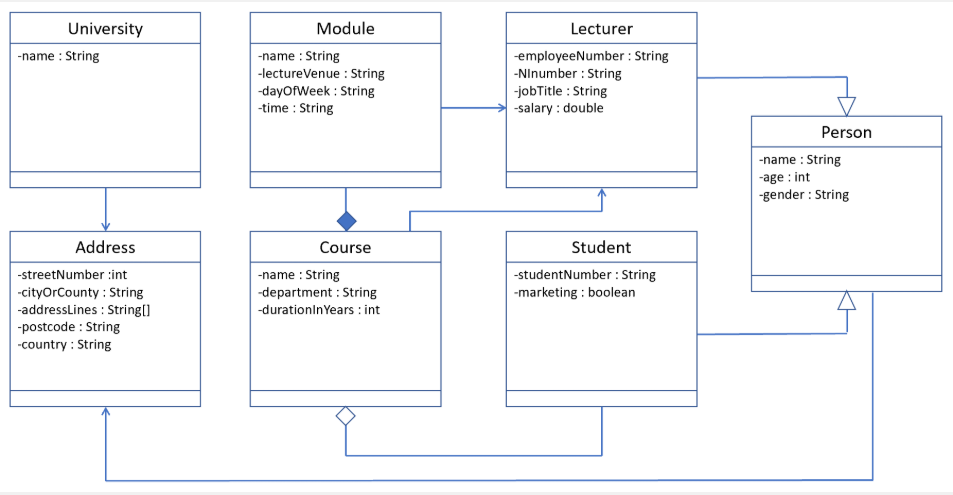 University
-name : String
Module
-name : String
-lectureVenue : String
-dayOfWeek : String
-time : String
Lecturer
-employeeNumber : String
-NInumber : String
-jobTitle : String
-salary : double
Person
-name : String
-age : int
-gender : String
Address
-streetNumber :int
-cityOrCounty : String
-addressLines : String[]
-postcode : String
-country : String
Course
-name : String
-department : String
-durationInYears : int
Student
-studentNumber : String
-marketing : boolean